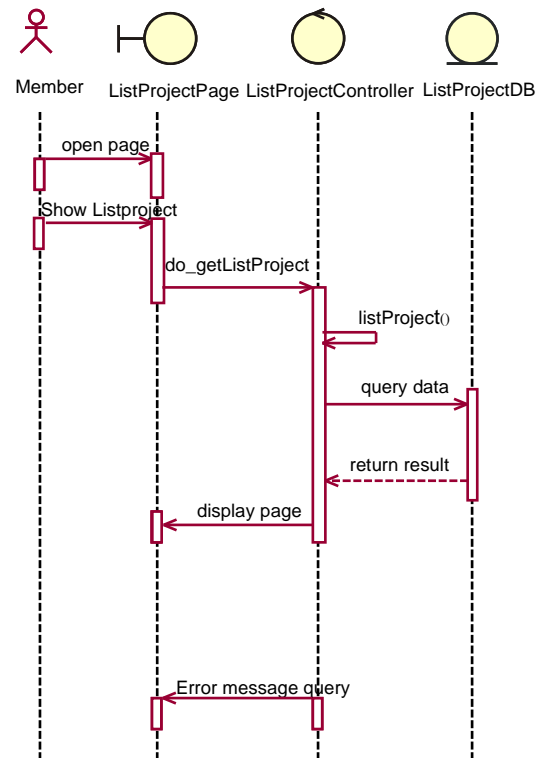 Member
ListProjectPage
ListProjectController
ListProjectDB
open page
Show Listproject
do_getListProject
listProject()
query data
return result
display page
Error message query